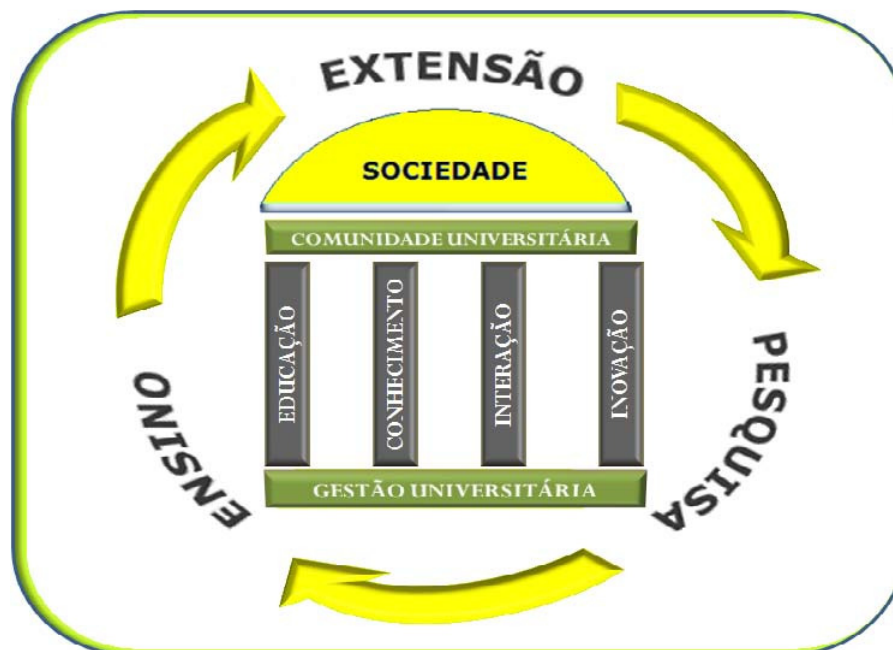 EXTENSÃO
SOCIEDADE
COMUNIDADE UNIVERSITÁRIA
EDUCAÇÃO
CONHECIMENTO
INTERAÇÃO
INOVAÇÃO
GESTÃO UNIVERSITÁRIA
PESQUISA
ENSINO